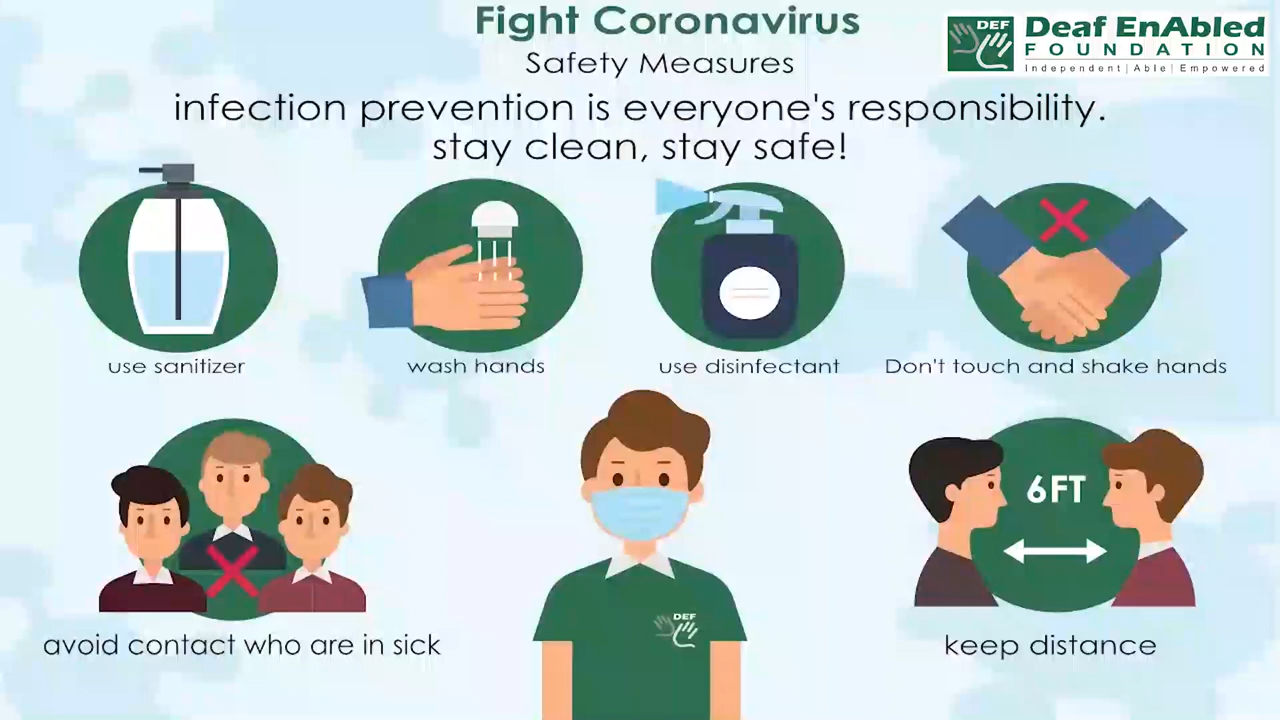 Fight Coronavirus
Safety Measures
DEF
Deaf EnAbled
FOUNDATION
Independent | Able | Empowered
infection prevention is everyone's responsibility.
stay clean, stay safe!
use sanitizer
wash hands
use disinfectant
Don't touch and shake hands
6FT
DEF
avoid contact who are in sick
keep distance